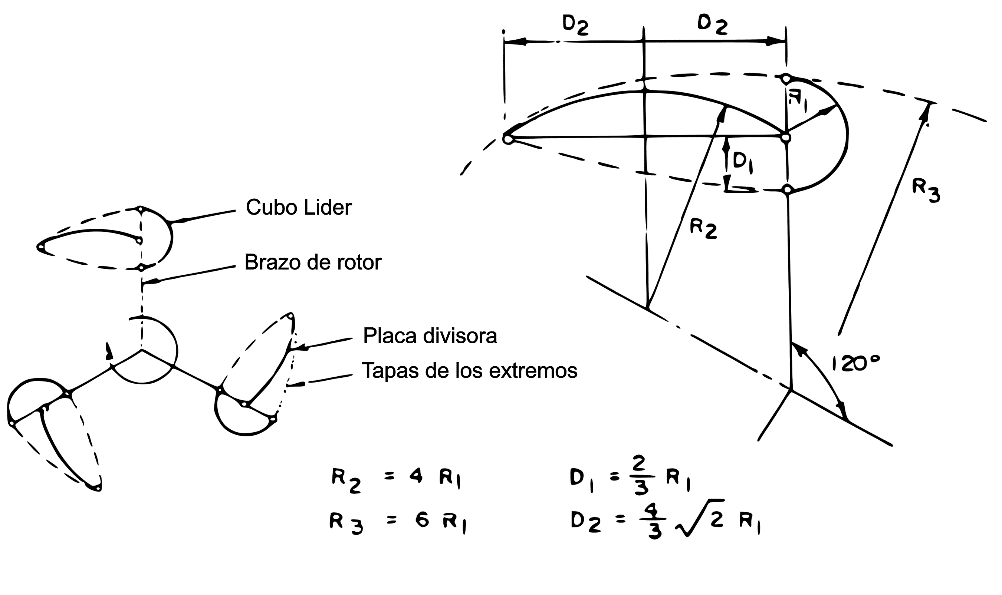 D2 D2
R1
D1
R2
R3
120°
Cubo Lider
Brazo de rotor
Placa divisora
Tapas de los extremos
R2 = 4 R1
R3 = 6 R1
D1 = 2/3 R1
D2 = 4/3 √2 R1